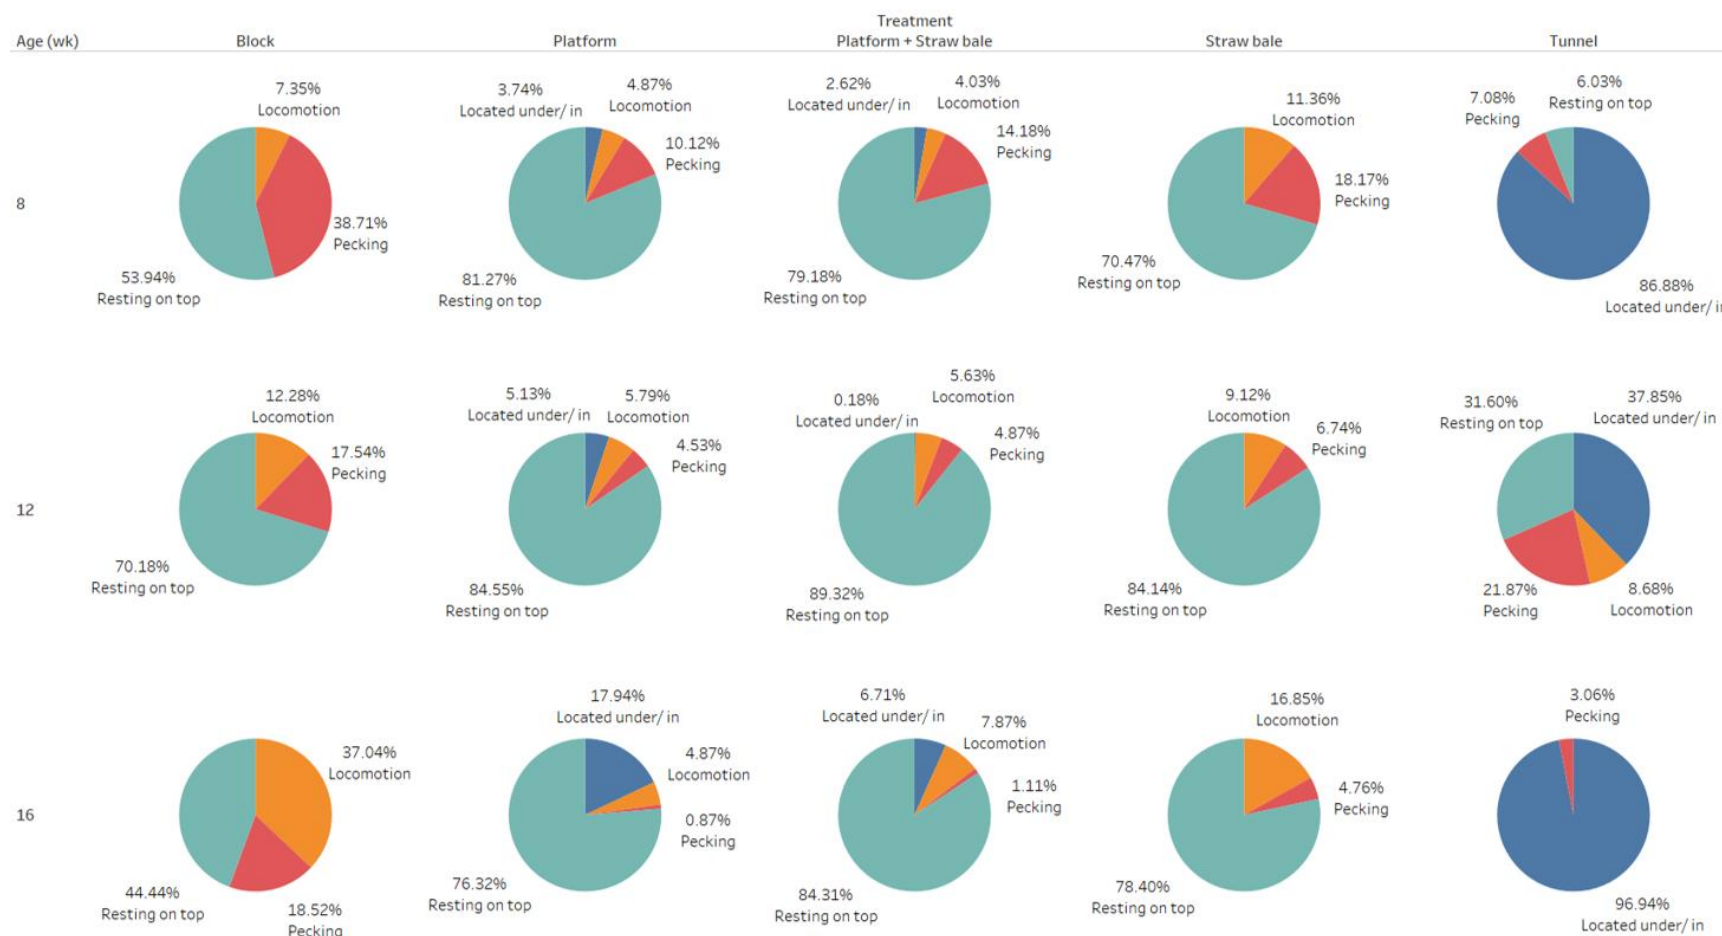 Treatment
Age (wk) Block Platform Platform + Straw bale Straw bale Tunnel
8
7.35%
Locomotion
38.71%
Pecking
53.94%
Resting on top
3.74%
Located under/ in
4.87%
Locomotion
10.12%
Pecking
81.27%
Resting on top
2.62%
Located under/ in
4.03%
Locomotion
14.18%
Pecking
79.18%
Resting on top
11.36%
Locomotion
18.17%
Pecking
70.47%
Resting on top
7.08%
Pecking
6.03%
Resting on top
86.88%
Located under/ in
12
12.28%
Locomotion
17.54%
Pecking
70.18%
Resting on top
5.13%
Located under/ in
5.79%
Locomotion
4.53%
Pecking
84.55%
Resting on top
0.18%
Located under/ in
5.63%
Locomotion
4.87%
Pecking
89.32%
Resting on top
9.12%
Locomotion
6.74%
Pecking
84.14%
Resting on top
31.60%
Resting on top
37.85%
Located under/ in
21.87%
Pecking
8.68%
Locomotion
16
37.04%
Locomotion
44.44%
Resting on top
18.52%
Pecking
17.94%
Located under/ in
4.87%
Locomotion
0.87%
Pecking
76.32%
Resting on top
6.71%
Located under/ in
7.87%
Locomotion
1.11%
Pecking
84.31%
Resting on top
16.85%
Locomotion
4.76%
Pecking
78.40%
Resting on top
3.06%
Pecking
96.94%
Located under/ in